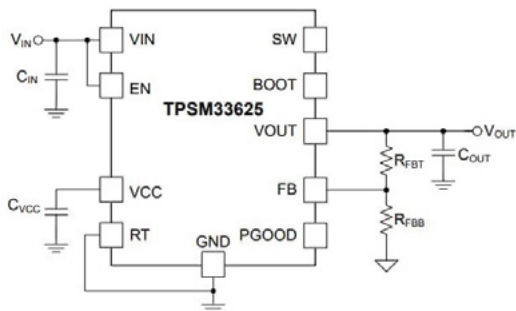 VIN
VIN
SW
CIN
EN
BOOT
TPSM33625
VOUT
VOUT
RFBT
COUT
VCC
FB
CVCC
RFBB
RT
GND
PGOOD